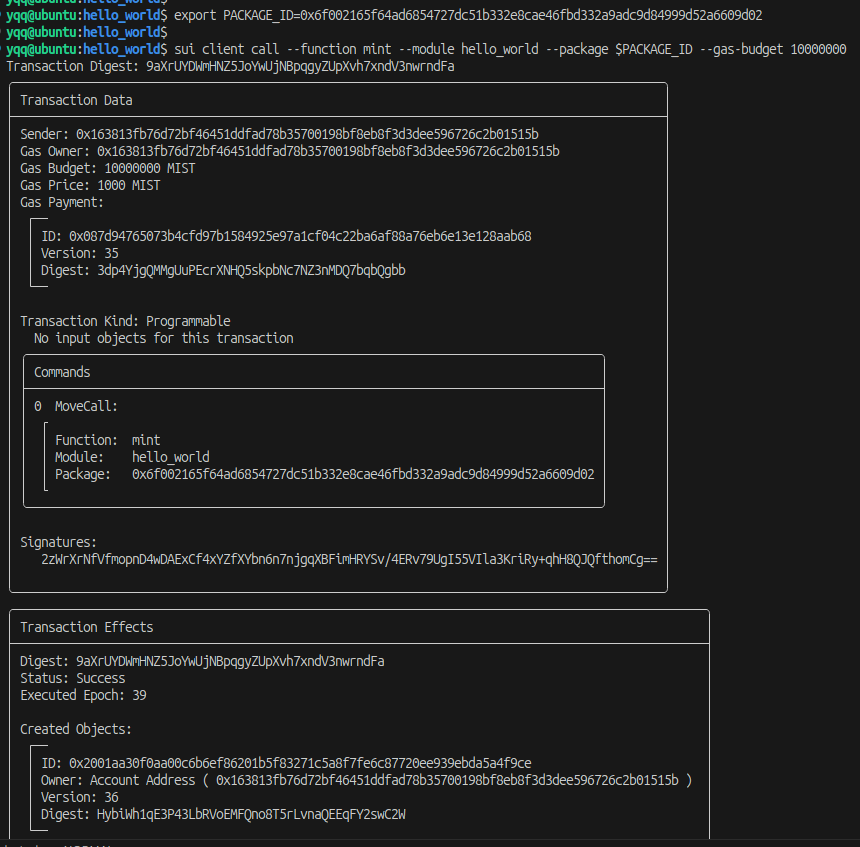 yqq@ubuntu:hello_world$ export PACKAGE_ID=0x6f002165f64ad6854727dc51b332e8cae46fbd332a9adc9d84999d52a6609d02
yqq@ubuntu:hello_world$
yqq@ubuntu:hello_world$ sui client call --function mint --module hello_world --package $PACKAGE_ID --gas-budget 10000000
Transaction Digest: 9aXrUYDWmHNZ5JoYwUjNBpqgyZUpXvh7xndV3nwrndFa
Transaction Data
Sender: 0x163813fb76d72bf46451ddfad78b35700198bf8eb8f3d3dee596726c2b01515b
Gas Owner: 0x163813fb76d72bf46451ddfad78b35700198bf8eb8f3d3dee596726c2b01515b
Gas Budget: 10000000 MIST
Gas Price: 1000 MIST
Gas Payment:
ID: 0x087d94765073b4cfd97b1584925e97a1cf04c22ba6af88a76eb6e13e128aab68
Version: 35
Digest: 3dp4YjgQMMgUuPEcrXNHQ5skpbNc7NZ3nMDQ7bqbQgbb
Transaction Kind: Programmable
No input objects for this transaction
Commands
0 MoveCall:
Function: mint
Module: hello_world
Package: 0x6f002165f64ad6854727dc51b332e8cae46fbd332a9adc9d84999d52a6609d02
Signatures:
2zWrXrNfVfmopnD4wDAExCf4xYZfXYbn6n7njgqXBFimHRYSv/4ERv79UgI55VIla3KriRy+qhH8QJQfthomCg==
Transaction Effects
Digest: 9aXrUYDWmHNZ5JoYwUjNBpqgyZUpXvh7xndV3nwrndFa
Status: Success
Executed Epoch: 39
Created Objects:
ID: 0x2001aa30f0aa00c6b6ef86201b5f83271c5a8f7fe6c87720ee939ebda5a4f9ce
Owner: Account Address ( 0x163813fb76d72bf46451ddfad78b35700198bf8eb8f3d3dee596726c2b01515b )
Version: 36
Digest: HybiWh1qE3P43LbRVoEMFQno8T5rLvnaQEEqFY2swC2W